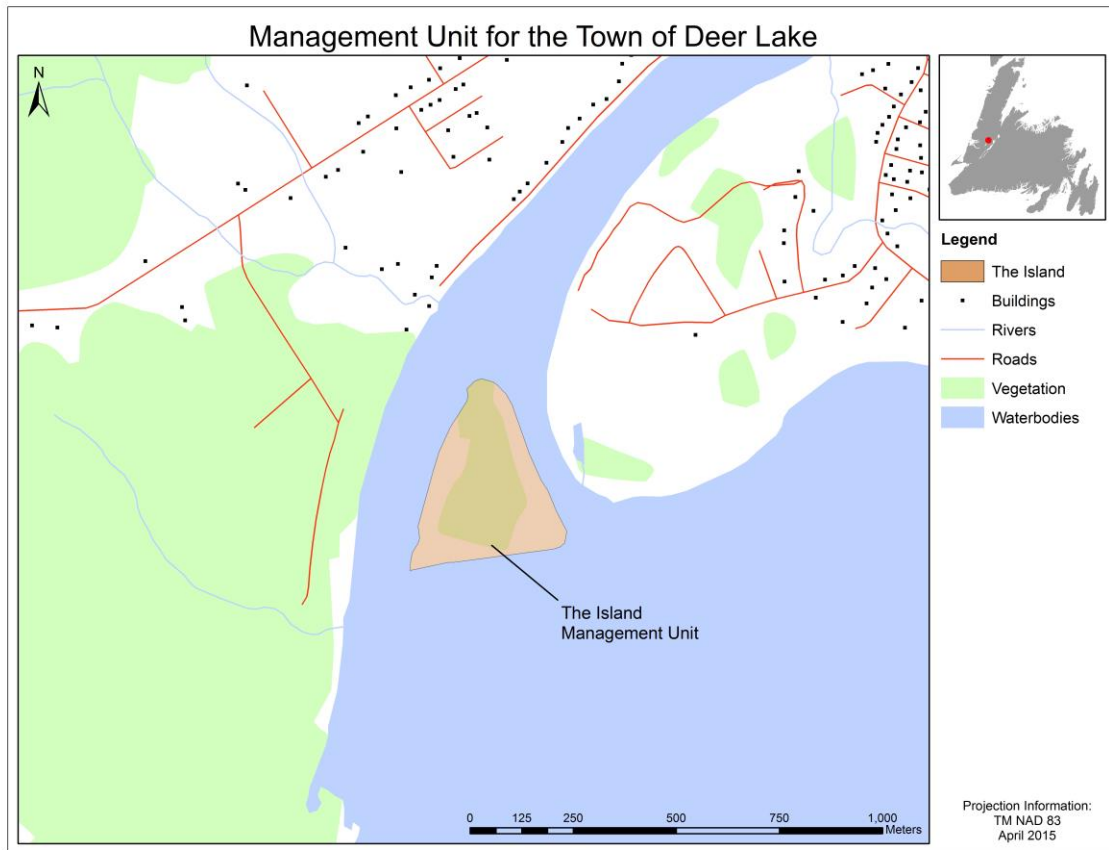 Management Unit for the Town of Deer Lake
N
Legend
The Island
Buildings
Rivers
Roads
Vegetation
Waterbodies
The Island
Management Unit
0 125 250 500 750 1,000
Meters
Projection Information:
TM NAD 83
April 2015